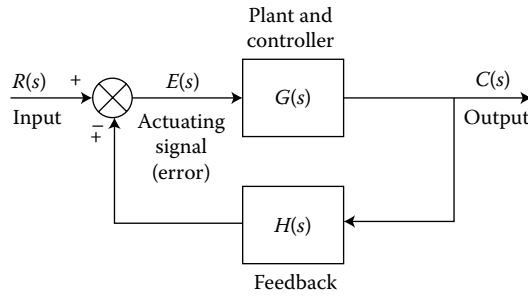 Plant and
controller
R(s)
+
E(s)
G(s)
C(s)
Input
−
+
Actuating
signal
(error)
Output
H(s)
Feedback